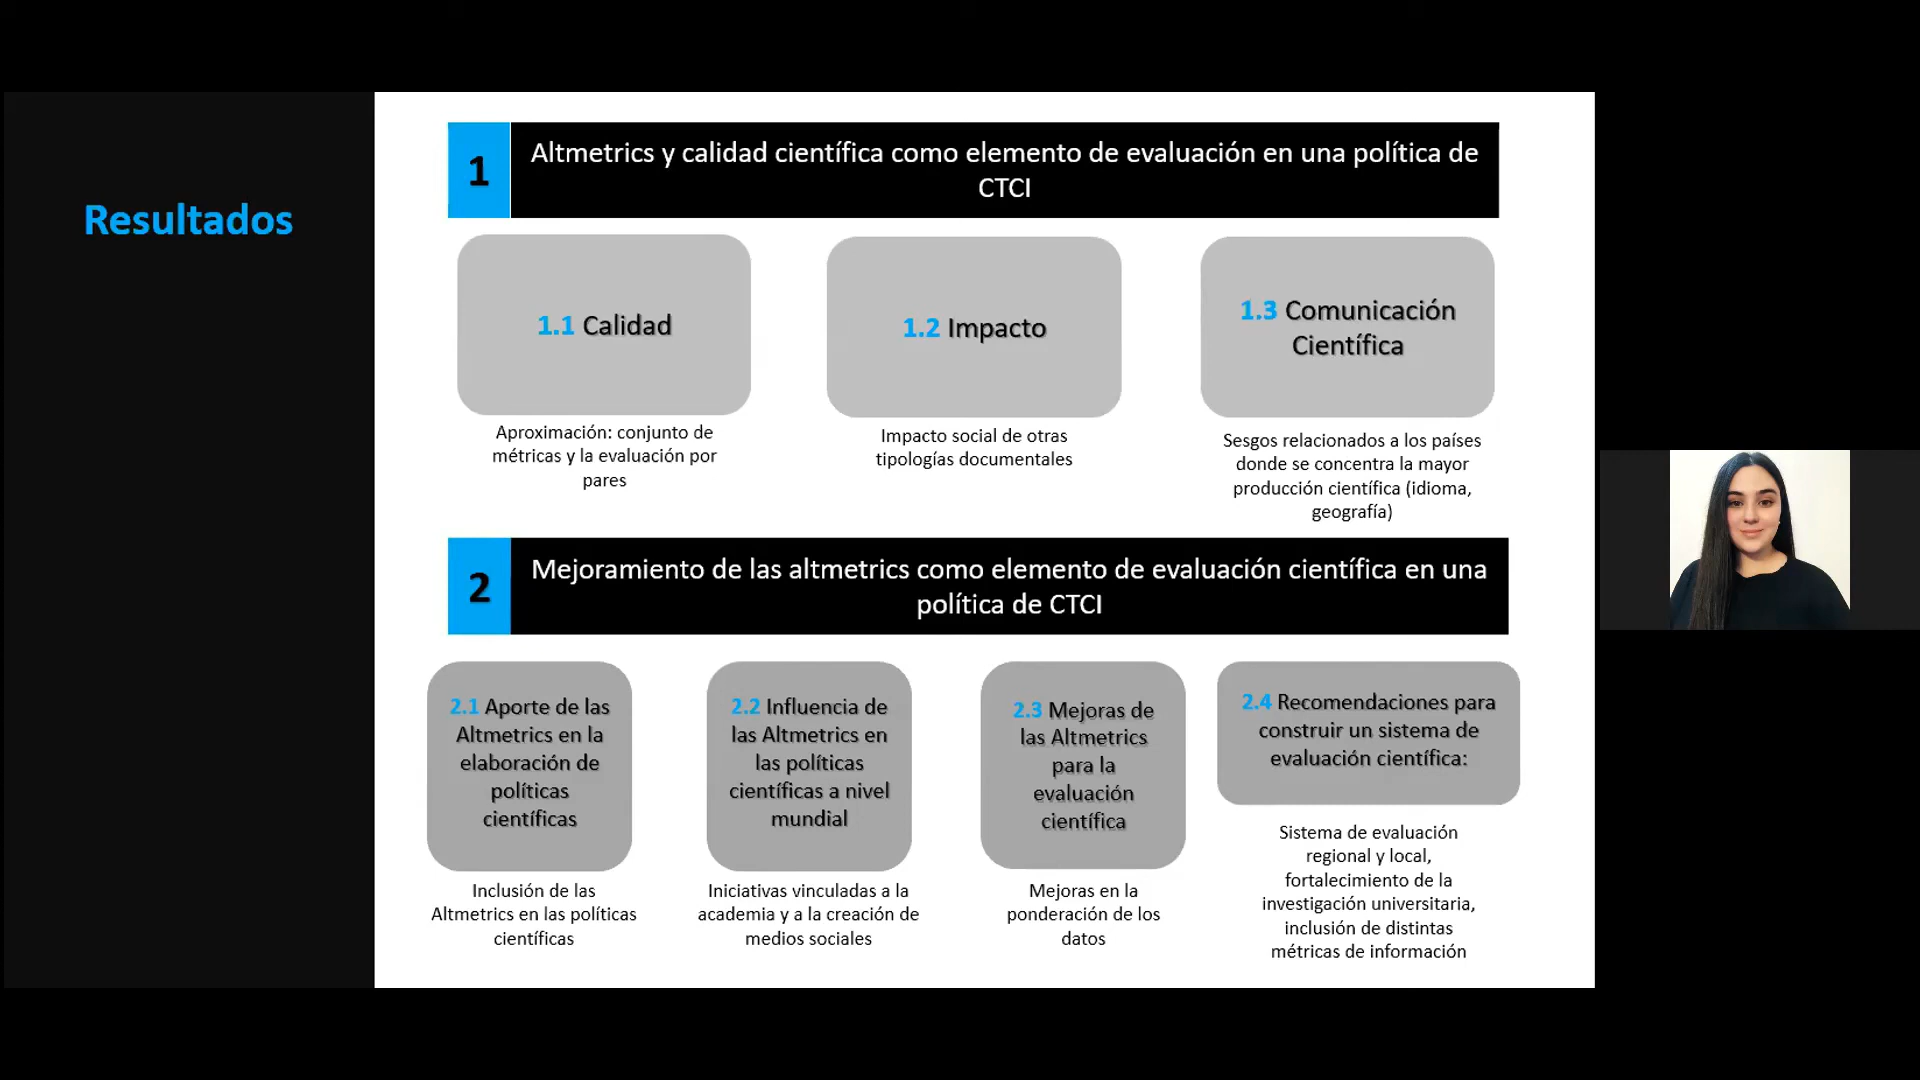 Resultados
1
Altmetrics y calidad científica como elemento de evaluación en una política de
CTCI
1.1 Calidad
Aproximación: conjunto de
métricas y la evaluación por
pares
1.2 Impacto
Impacto social de otras
tipologías documentales
1.3 Comunicación
Científica
Sesgos relacionados a los países
donde se concentra la mayor
producción científica (idioma,
geografía)
2
Mejoramiento de las altmetrics como elemento de evaluación científica en una
política de CTCI
2.1 Aporte de las
Altmetrics en la
elaboración de
políticas
científicas
Inclusión de las
Altmetrics en las políticas
científicas
2.2 Influencia de
las Altmetrics en
las políticas
científicas a nivel
mundial
Iniciativas vinculadas a la
academia y a la creación de
medios sociales
2.3 Mejoras de
las Altmetrics
para la
evaluación
científica
Mejoras en la
ponderación de los
datos
2.4 Recomendaciones para
construir un sistema de
evaluación científica:
Sistema de evaluación
regional y local,
fortalecimiento de la
investigación universitaria,
inclusión de distintas
métricas de información